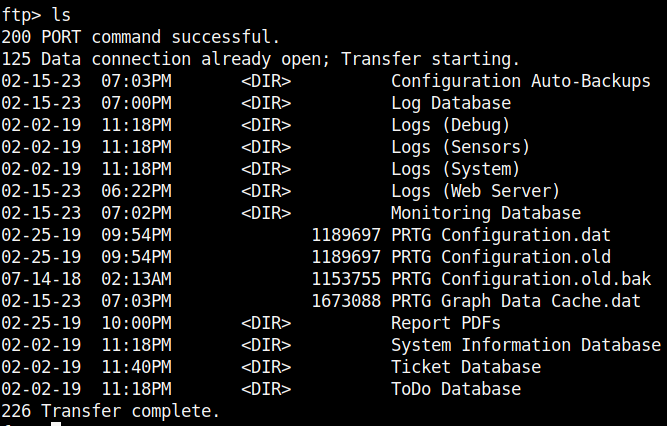 ftp> ls
200 PORT command successful.
125 Data connection already open; Transfer starting.
02-15-23  07:03PM       <DIR>          Configuration Auto-Backups
02-15-23  07:00PM       <DIR>          Log Database
02-02-19  11:18PM       <DIR>          Logs (Debug)
02-02-19  11:18PM       <DIR>          Logs (Sensors)
02-02-19  11:18PM       <DIR>          Logs (System)
02-15-23  06:22PM       <DIR>          Logs (Web Server)
02-15-23  07:02PM       <DIR>          Monitoring Database
02-25-19  09:54PM              1189697 PRTG Configuration.dat
02-25-19  09:54PM              1189697 PRTG Configuration.old
07-14-18  02:13AM              1153755 PRTG Configuration.old.bak
02-15-23  07:03PM              1673088 PRTG Graph Data Cache.dat
02-25-19  10:00PM       <DIR>          Report PDFs
02-02-19  11:18PM       <DIR>          System Information Database
02-02-19  11:40PM       <DIR>          Ticket Database
02-02-19  11:18PM       <DIR>          ToDo Database
226 Transfer complete.